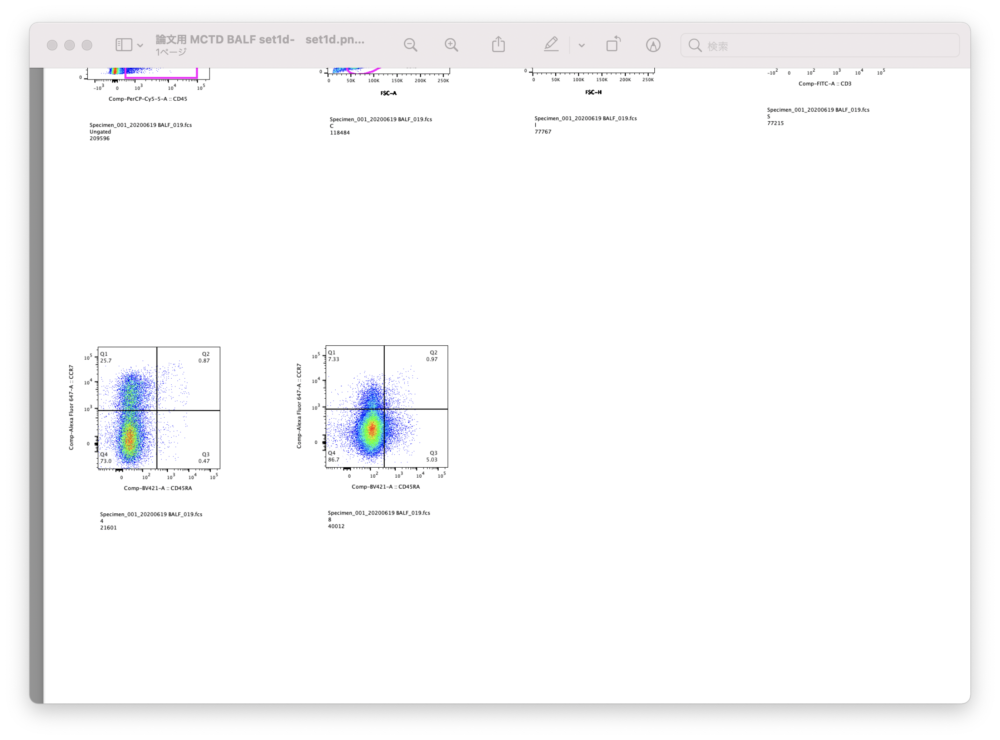 論文用 MCTD BALF set1d- set1d.pn...
1ページ
検索
0
-10³ 0 10³ 10⁴ 10⁵
Comp-PerCP-Cy5-5-A :: CD45
Specimen_001_20200619 BALF_019.fcs
Ungated
209596
0
0 50K 100K 150K 200K 250K
FSC-A
Specimen_001_20200619 BALF_019.fcs
C
118484
0
0 50K 100K 150K 200K 250K
FSC-H
Specimen_001_20200619 BALF_019.fcs
I
77767
-10² 0 10² 10³ 10⁴ 10⁵
Comp-FITC-A :: CD3
Specimen_001_20200619 BALF_019.fcs
S
77215
Comp-Alexa Fluor 647-A :: CCR7
10⁵
10⁴
10³
0
Q1
25.7
Q2
0.87
Q4
73.0
Q3
0.47
0 10² 10³ 10⁴ 10⁵
Comp-BV421-A :: CD45RA
Specimen_001_20200619 BALF_019.fcs
4
21601
Comp-Alexa Fluor 647-A :: CCR7
10⁵
10⁴
10³
0
Q1
7.33
Q2
0.97
Q4
86.7
Q3
5.03
0 10² 10³ 10⁴ 10⁵
Comp-BV421-A :: CD45RA
Specimen_001_20200619 BALF_019.fcs
8
40012